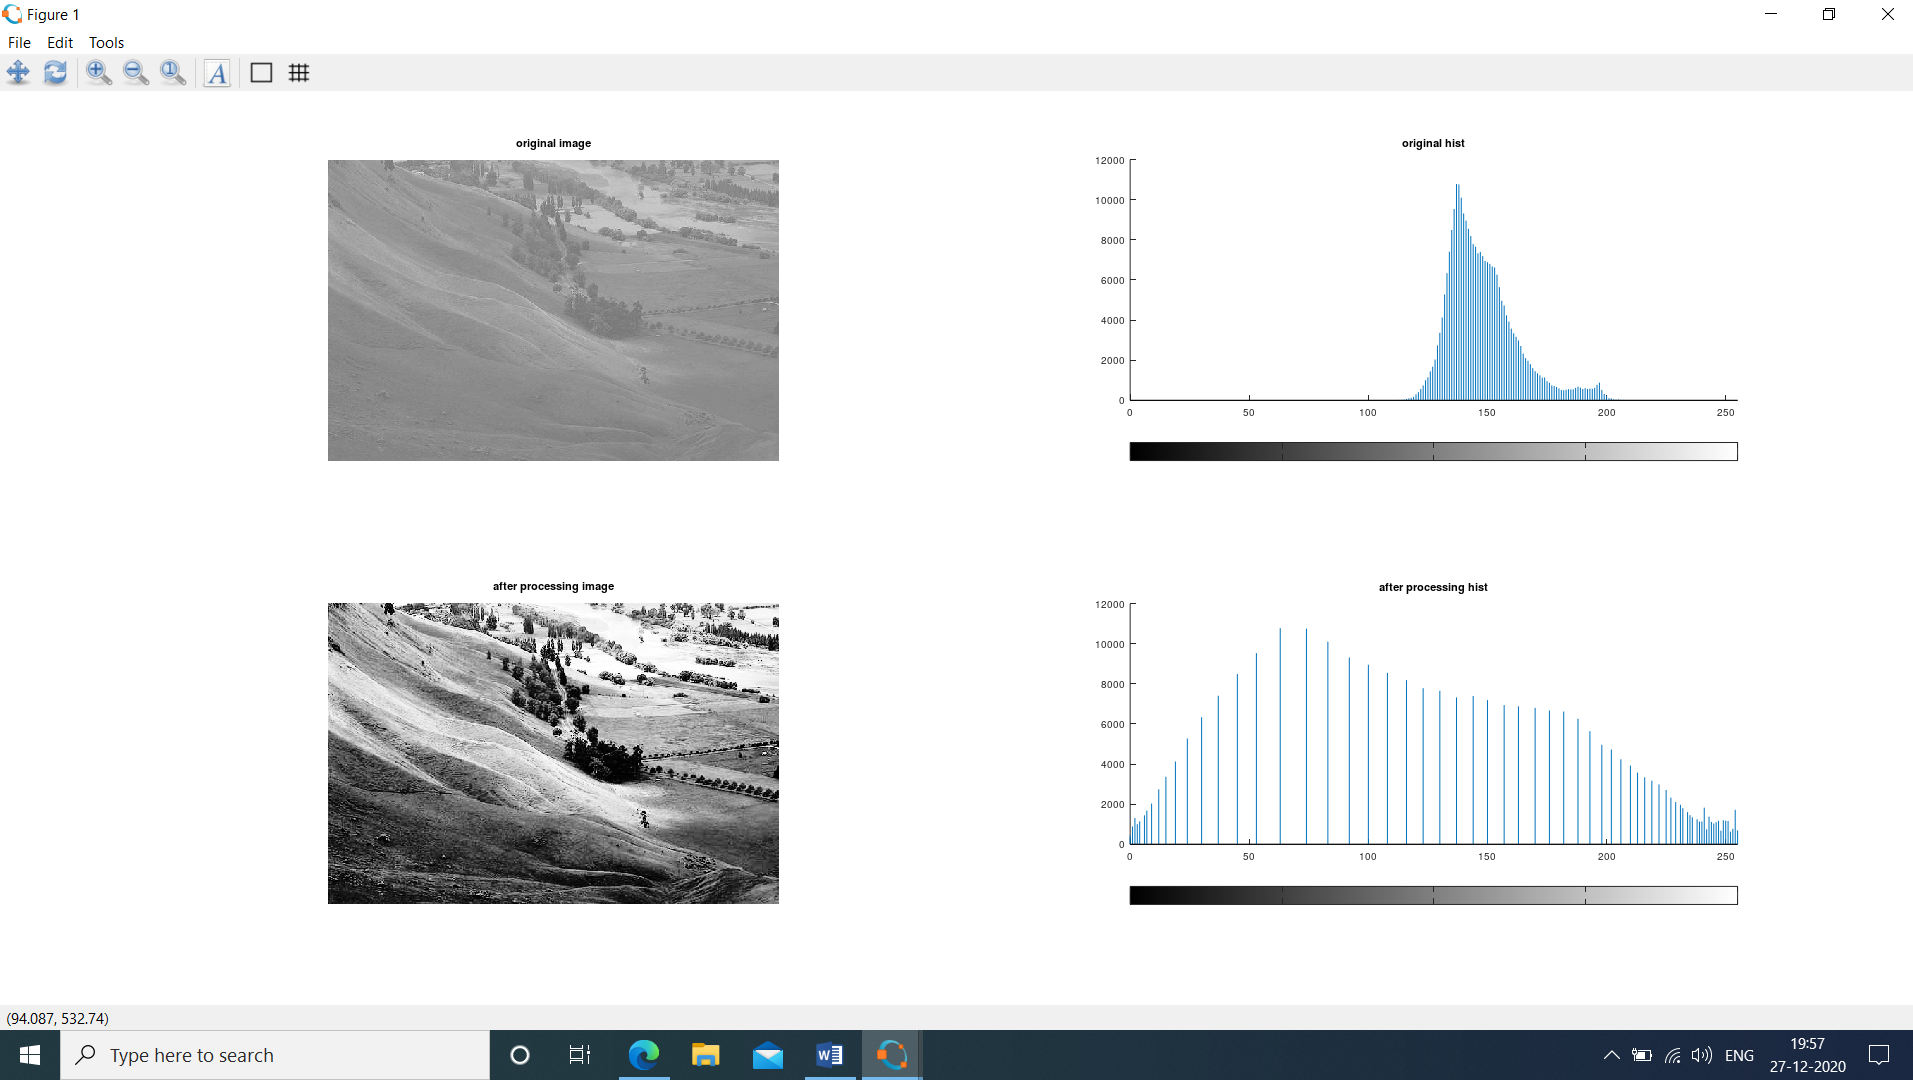 Figure 1
File Edit Tools
A
original image
original hist
12000
10000
8000
6000
4000
2000
0
0 50 100 150 200 250
after processing image
after processing hist
12000
10000
8000
6000
4000
2000
0
0 50 100 150 200 250
(94.087, 532.74)
Type here to search
W
ENG
19:57
27-12-2020